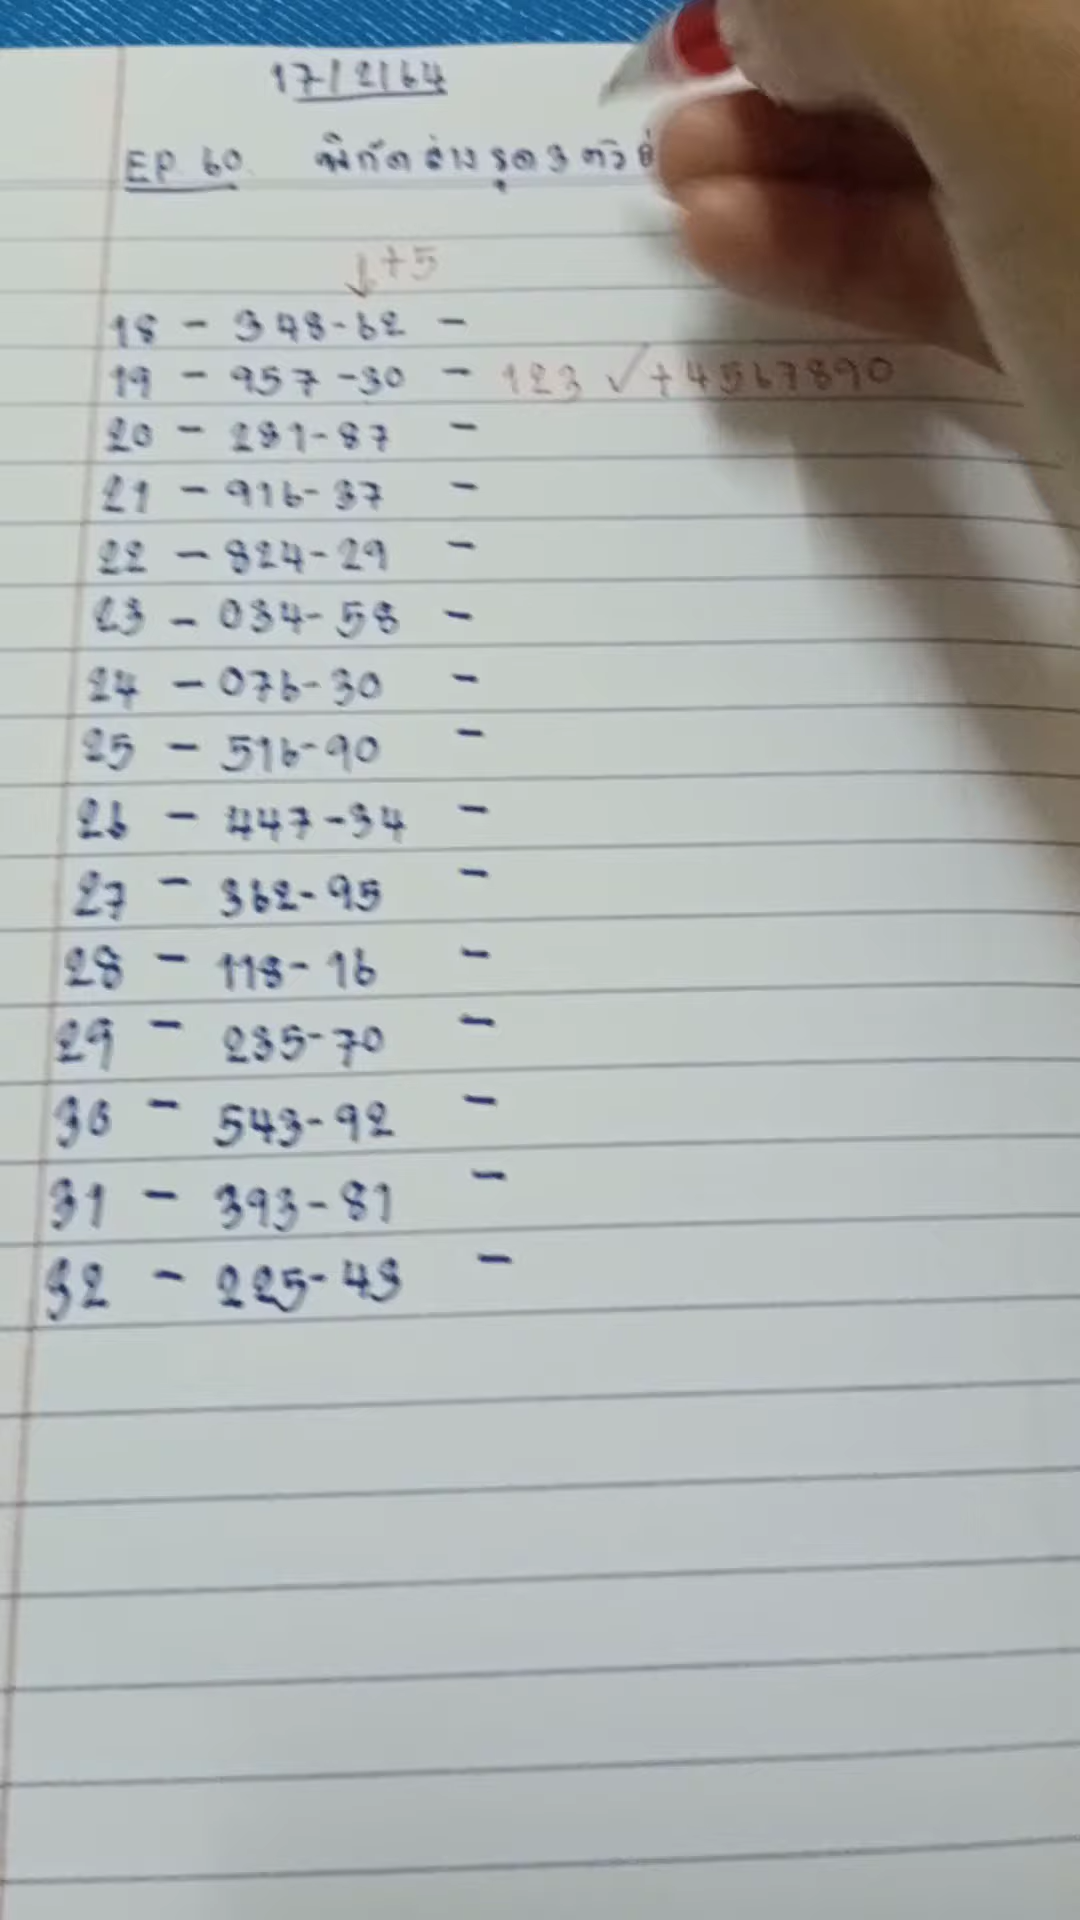 17/2/64
EP. 60. พิกัดล่าง รูด 3 ตัว
↓+5
18 - 348-62 -
19 - 957-30 - 123 ✓+4567890
20 - 281-87 -
21 - 916-37 -
22 - 824-29 -
23 - 034-58 -
24 - 076-30 -
25 - 516-90 -
26 - 447-34 -
27 - 362-95 -
28 - 118-16 -
29 - 235-70 -
30 - 543-92 -
31 - 393-81 -
32 - 225-43 -